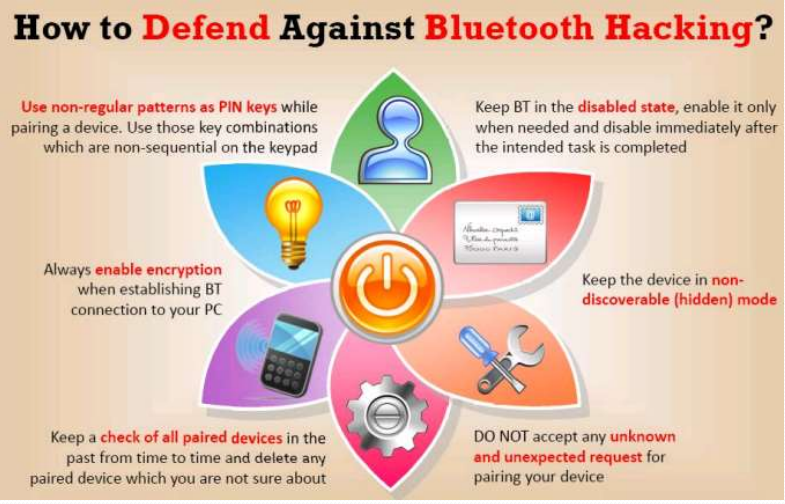 How to Defend Against Bluetooth Hacking?
Use non-regular patterns as PIN keys while
pairing a device. Use those key combinations
which are non-sequential on the keypad
Keep BT in the disabled state, enable it only
when needed and disable immediately after
the intended task is completed
Always enable encryption
when establishing BT
connection to your PC
Keep the device in non-
discoverable (hidden) mode
Keep a check of all paired devices in the
past from time to time and delete any
paired device which you are not sure about
DO NOT accept any unknown
and unexpected request for
pairing your device